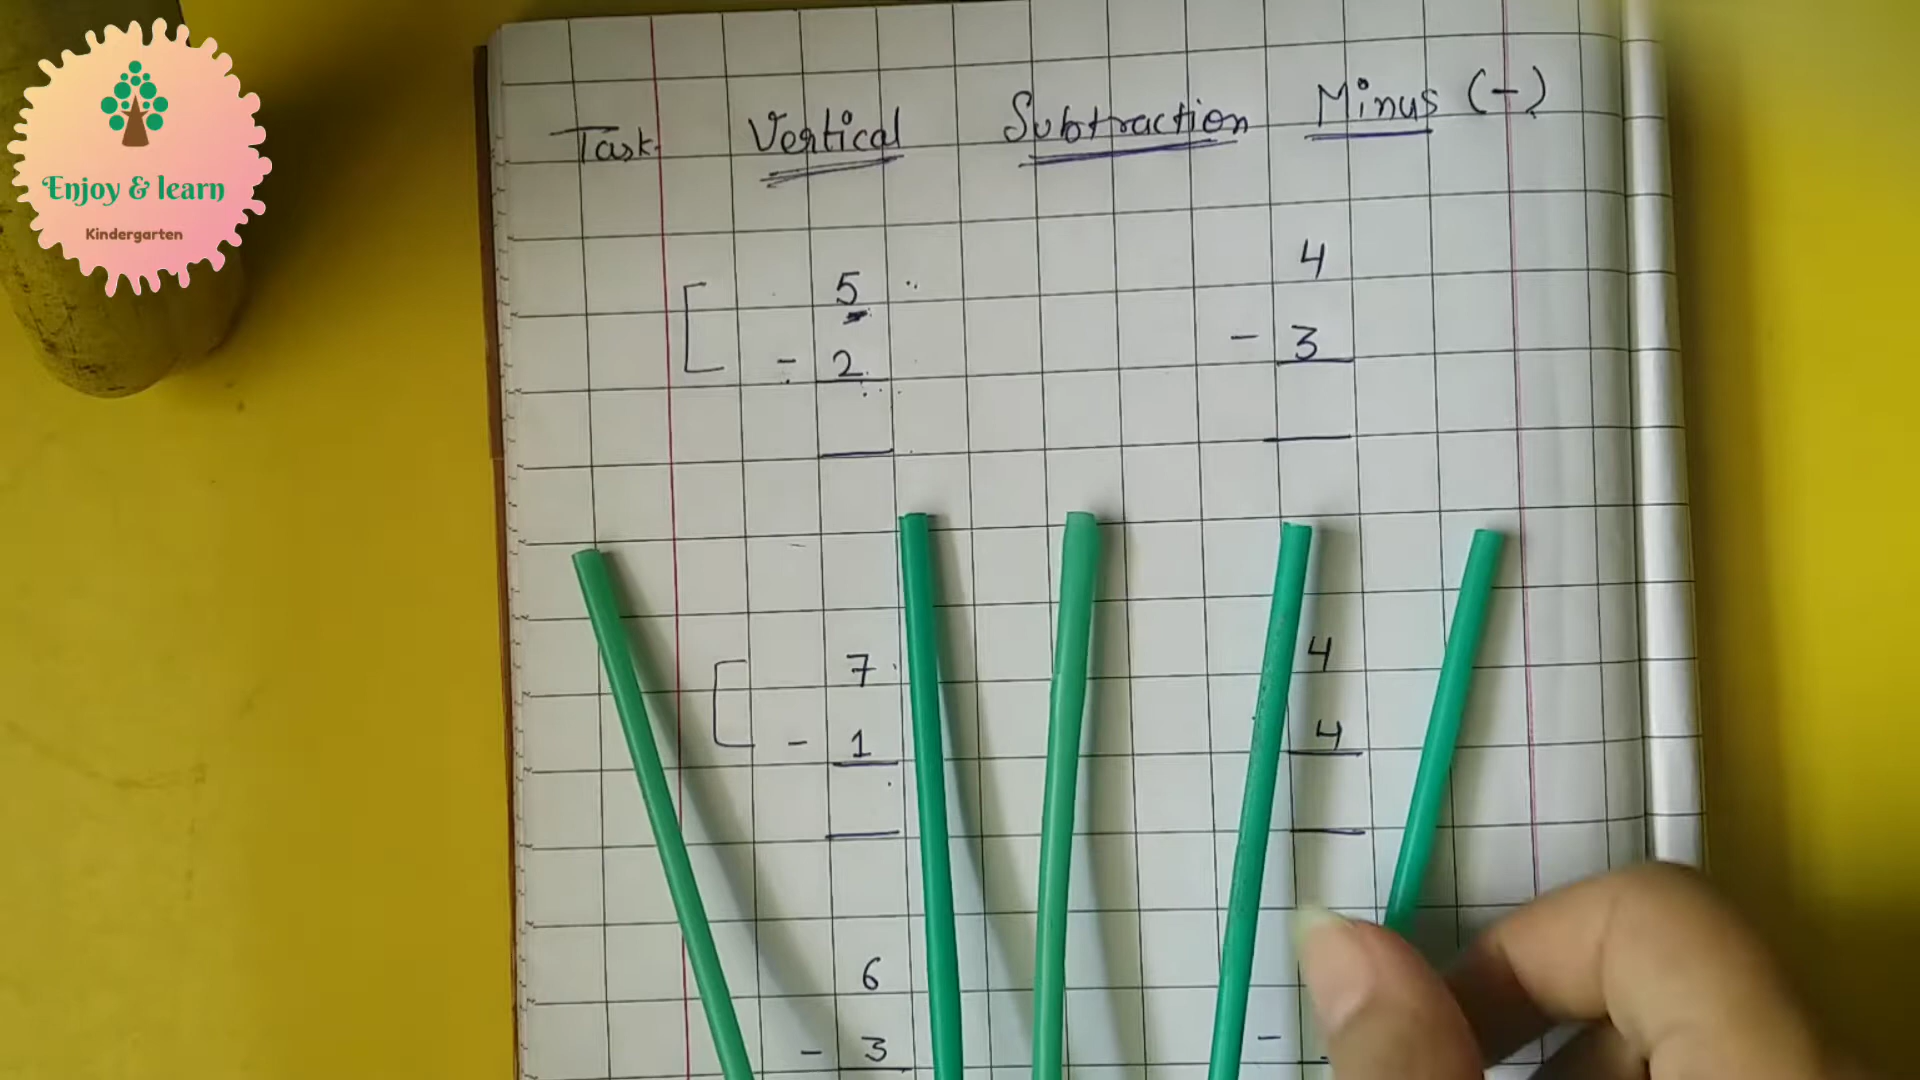 Enjoy & learn
Kindergarten
Task Vertical Subtraction Minus (-)
5 4
- 2 - 3
7 4
- 1 4
6
- 3 -